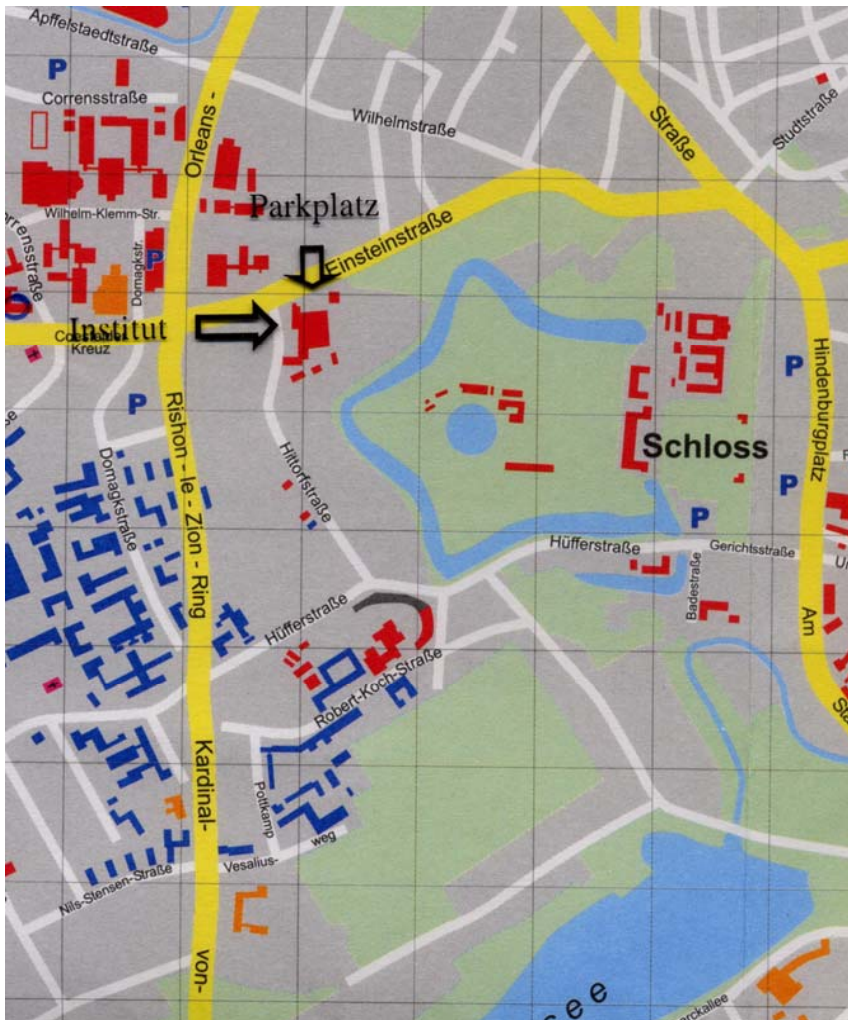 Apffelstaedtstraße
P
Corrensstraße
Orleans -
Wilhelmstraße
Straße
Studtstraße
Parkplatz
Wilhelm-Klemm-Str.
Domagkstr.
P
Einsteinstraße
Institut
Kreuz
Hindenburgplatz
P
P
Rishon - le - Zion - Ring
Schloss
Domagkstraße
Hittorfstraße
P
P
Hüfferstraße
Gerichtsstraße
Badestraße
Am
Hüfferstraße
Robert-Koch-Straße
Kardinal-
Pottkamp
Vesalius-
weg
Nils-Stensen-Straße
von-
see